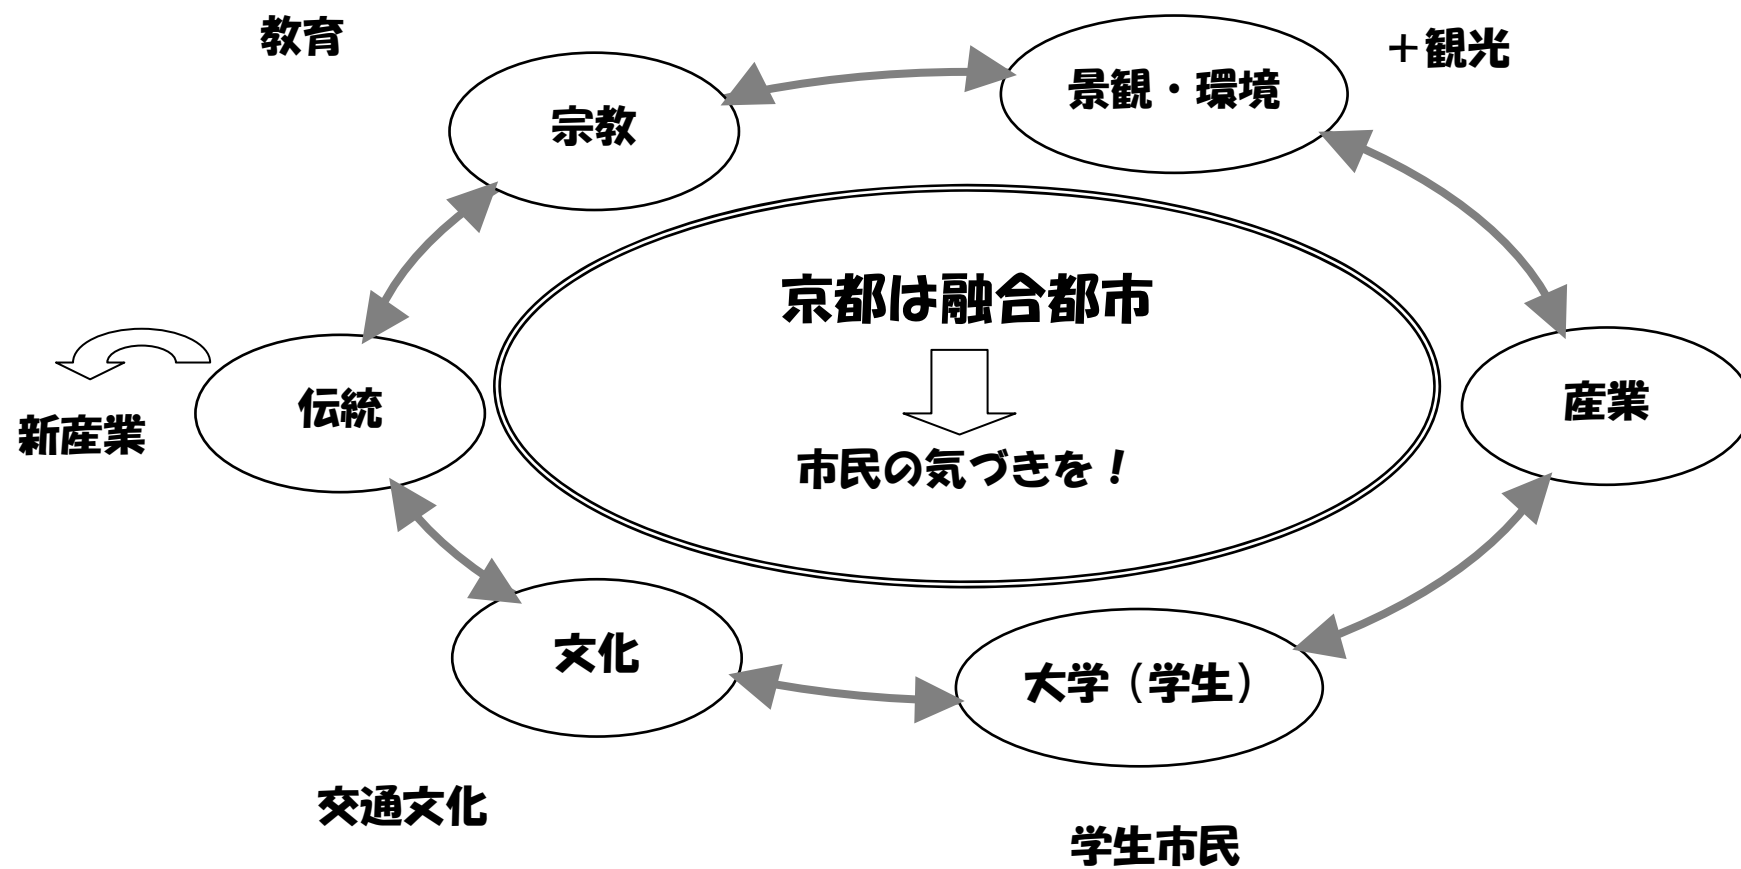 教育
＋観光
宗教
景観・環境
京都は融合都市
市民の気づきを！
伝統
新産業
産業
文化
大学（学生）
交通文化
学生市民